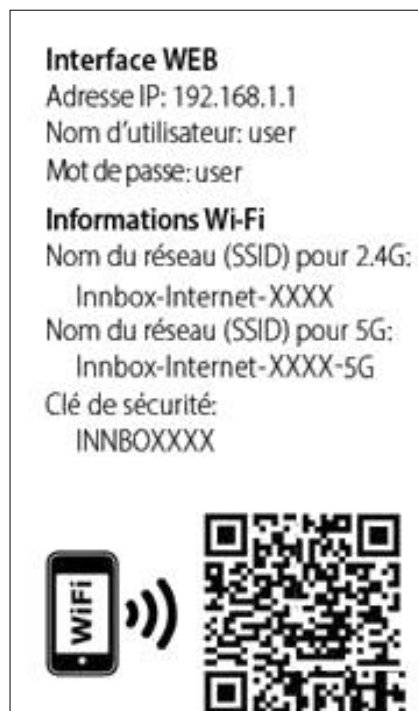 Interface WEB
Adresse IP: 192.168.1.1
Nom d'utilisateur: user
Mot de passe: user
Informations Wi-Fi
Nom du réseau (SSID) pour 2.4G:
Innbox-Internet-XXXX
Nom du réseau (SSID) pour 5G:
Innbox-Internet-XXXX-5G
Clé de sécurité:
INNBOXXXX
WiFi